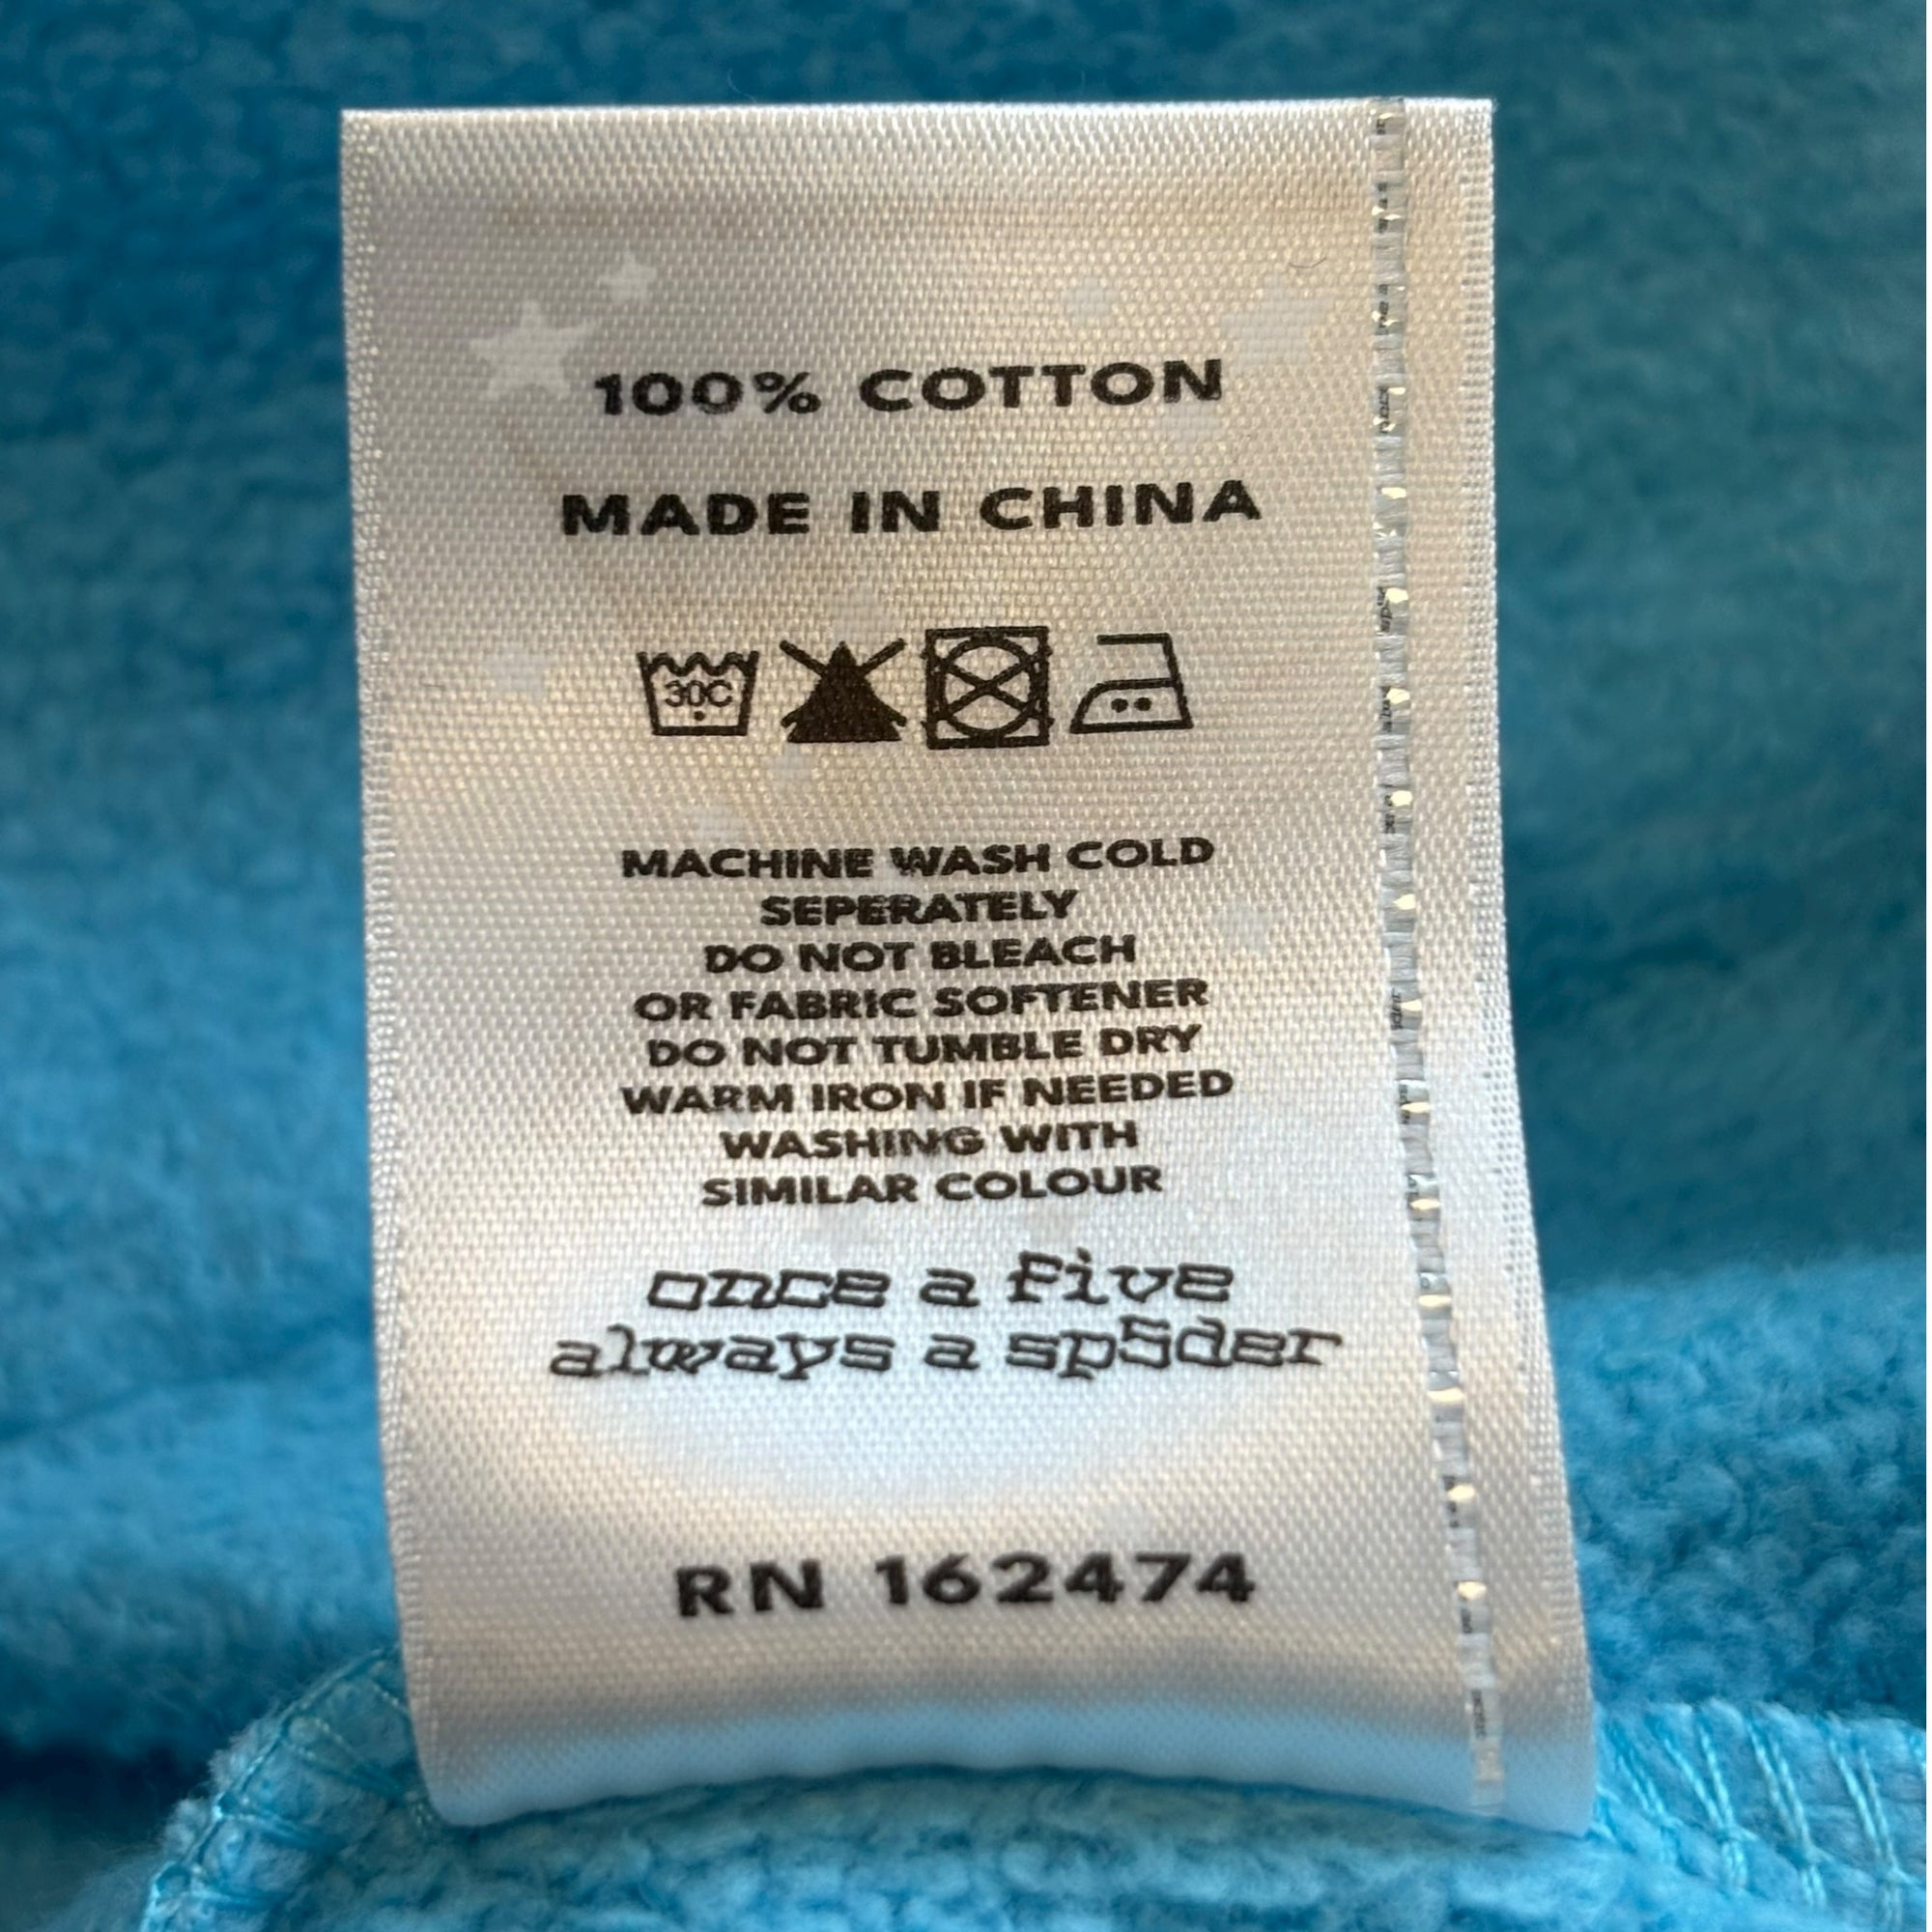 100% COTTON
MADE IN CHINA
30C
MACHINE WASH COLD
SEPERATELY
DO NOT BLEACH
OR FABRIC SOFTENER
DO NOT TUMBLE DRY
WARM IRON IF NEEDED
WASHING WITH
SIMILAR COLOUR
once a five
always a sp5der
RN 162474